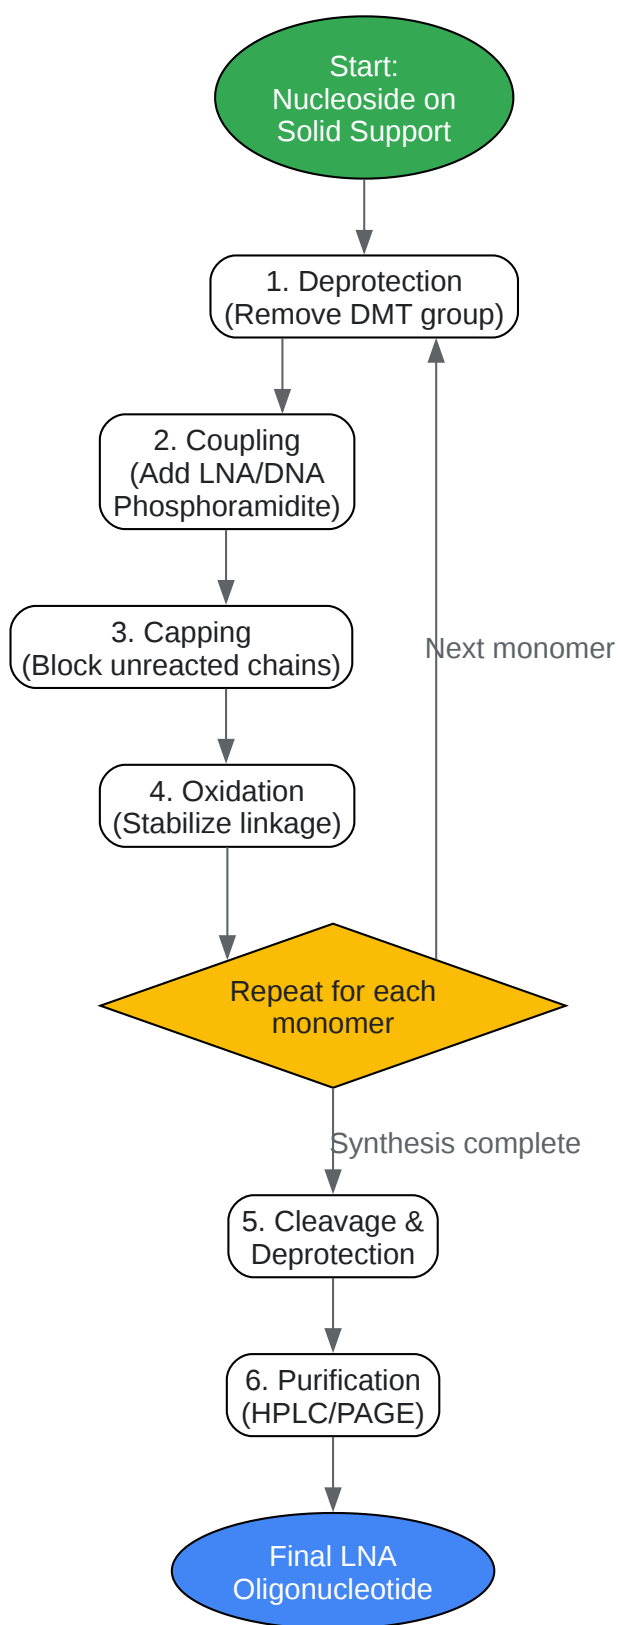 Start:
Nucleoside on
Solid Support
1. Deprotection
(Remove DMT group)
2. Coupling
(Add LNA/DNA
Phosphoramidite)
3. Capping
(Block unreacted chains)
Next monomer
4. Oxidation
(Stabilize linkage)
Repeat for each
monomer
Synthesis complete
5. Cleavage &
Deprotection
6. Purification
(HPLC/PAGE)
Final LNA
Oligonucleotide